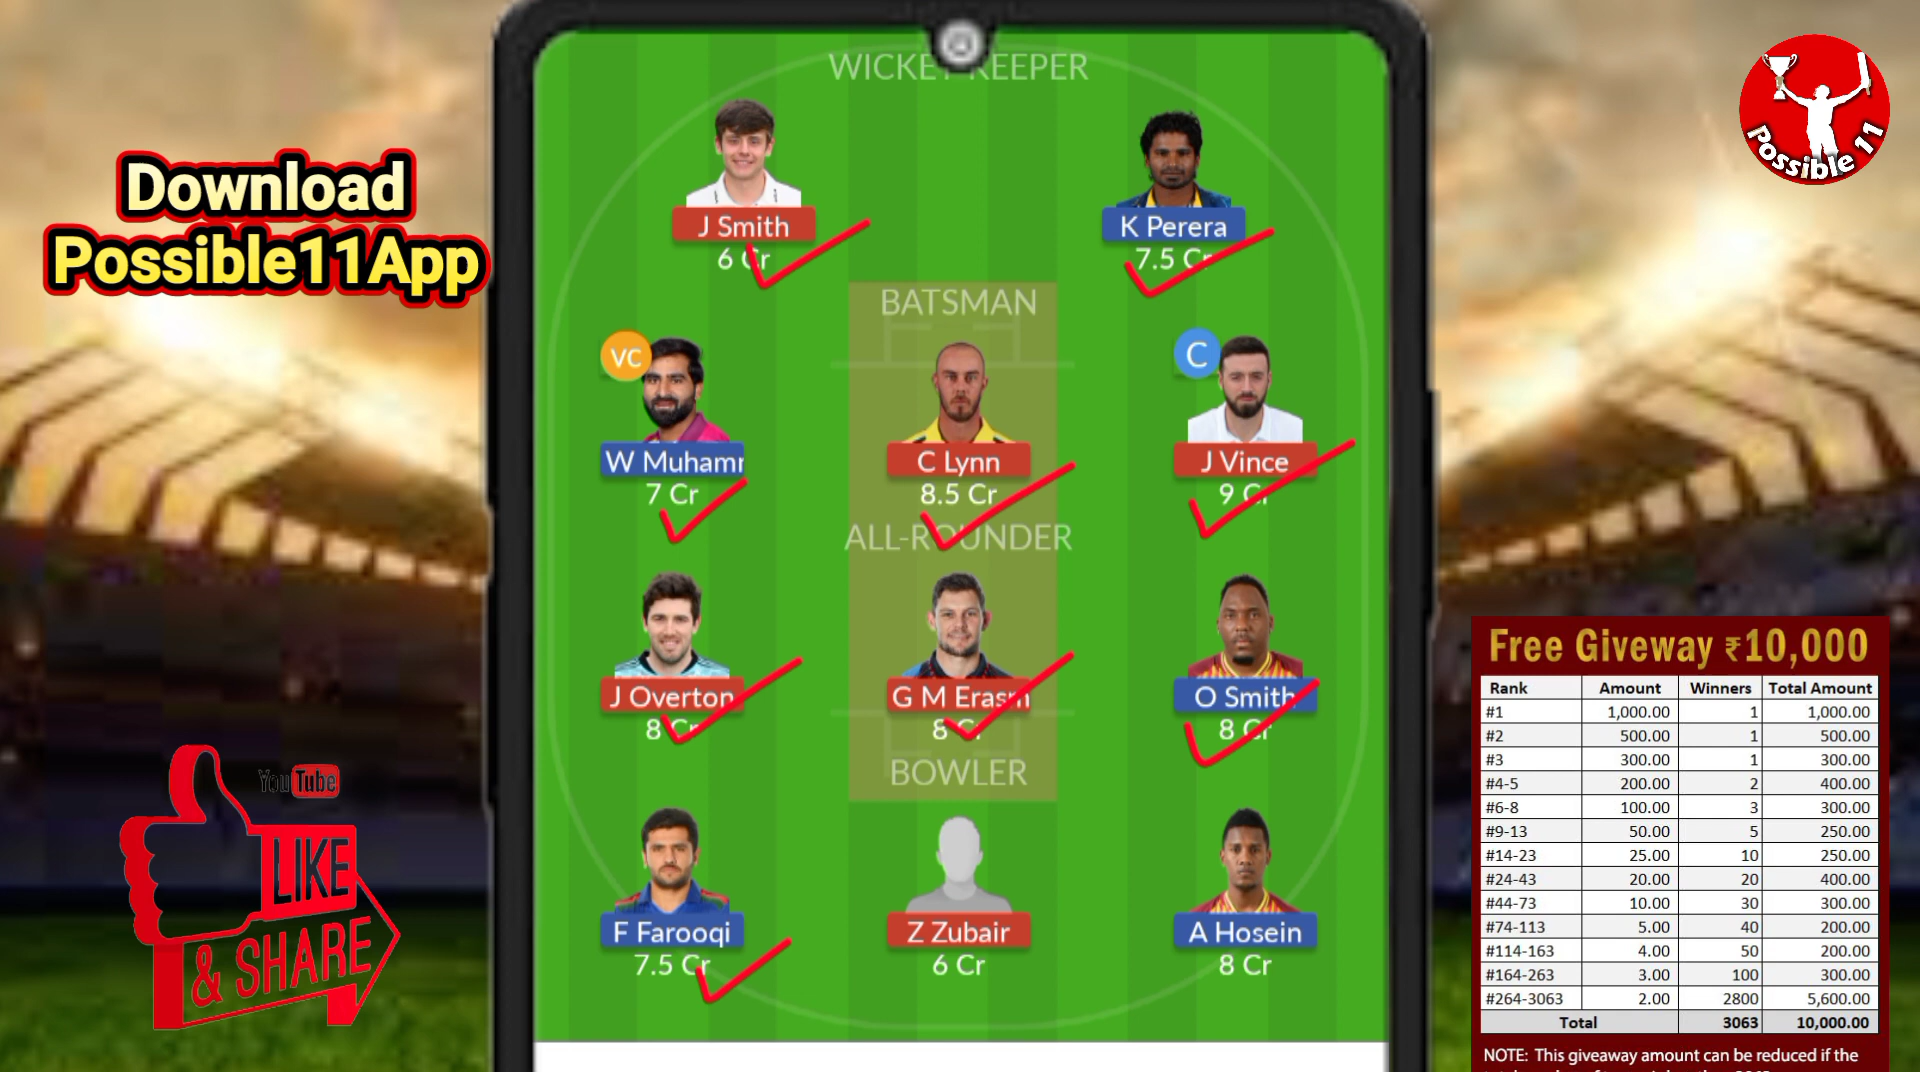 WICKET KEEPER
Possible 11
Download
Possible11App
J Smith
6 Cr
K Perera
7.5 Cr
BATSMAN
VC
C
W Muhamr
7 Cr
C Lynn
8.5 Cr
J Vince
9 Cr
ALL-ROUNDER
J Overton
8 Cr
G M Erasm
8 Cr
O Smith
8 Cr
BOWLER
F Farooqi
7.5 Cr
Z Zubair
6 Cr
A Hosein
8 Cr
YouTube
LIKE
& SHARE
Free Giveway ₹10,000
Rank Amount Winners Total Amount
#1 1,000.00 1 1,000.00
#2 500.00 1 500.00
#3 300.00 1 300.00
#4-5 200.00 2 400.00
#6-8 100.00 3 300.00
#9-13 50.00 5 250.00
#14-23 25.00 10 250.00
#24-43 20.00 20 400.00
#44-73 10.00 30 300.00
#74-113 5.00 40 200.00
#114-163 4.00 50 200.00
#164-263 3.00 100 300.00
#264-3063 2.00 2800 5,600.00
Total 3063 10,000.00
NOTE: This giveaway amount can be reduced if the